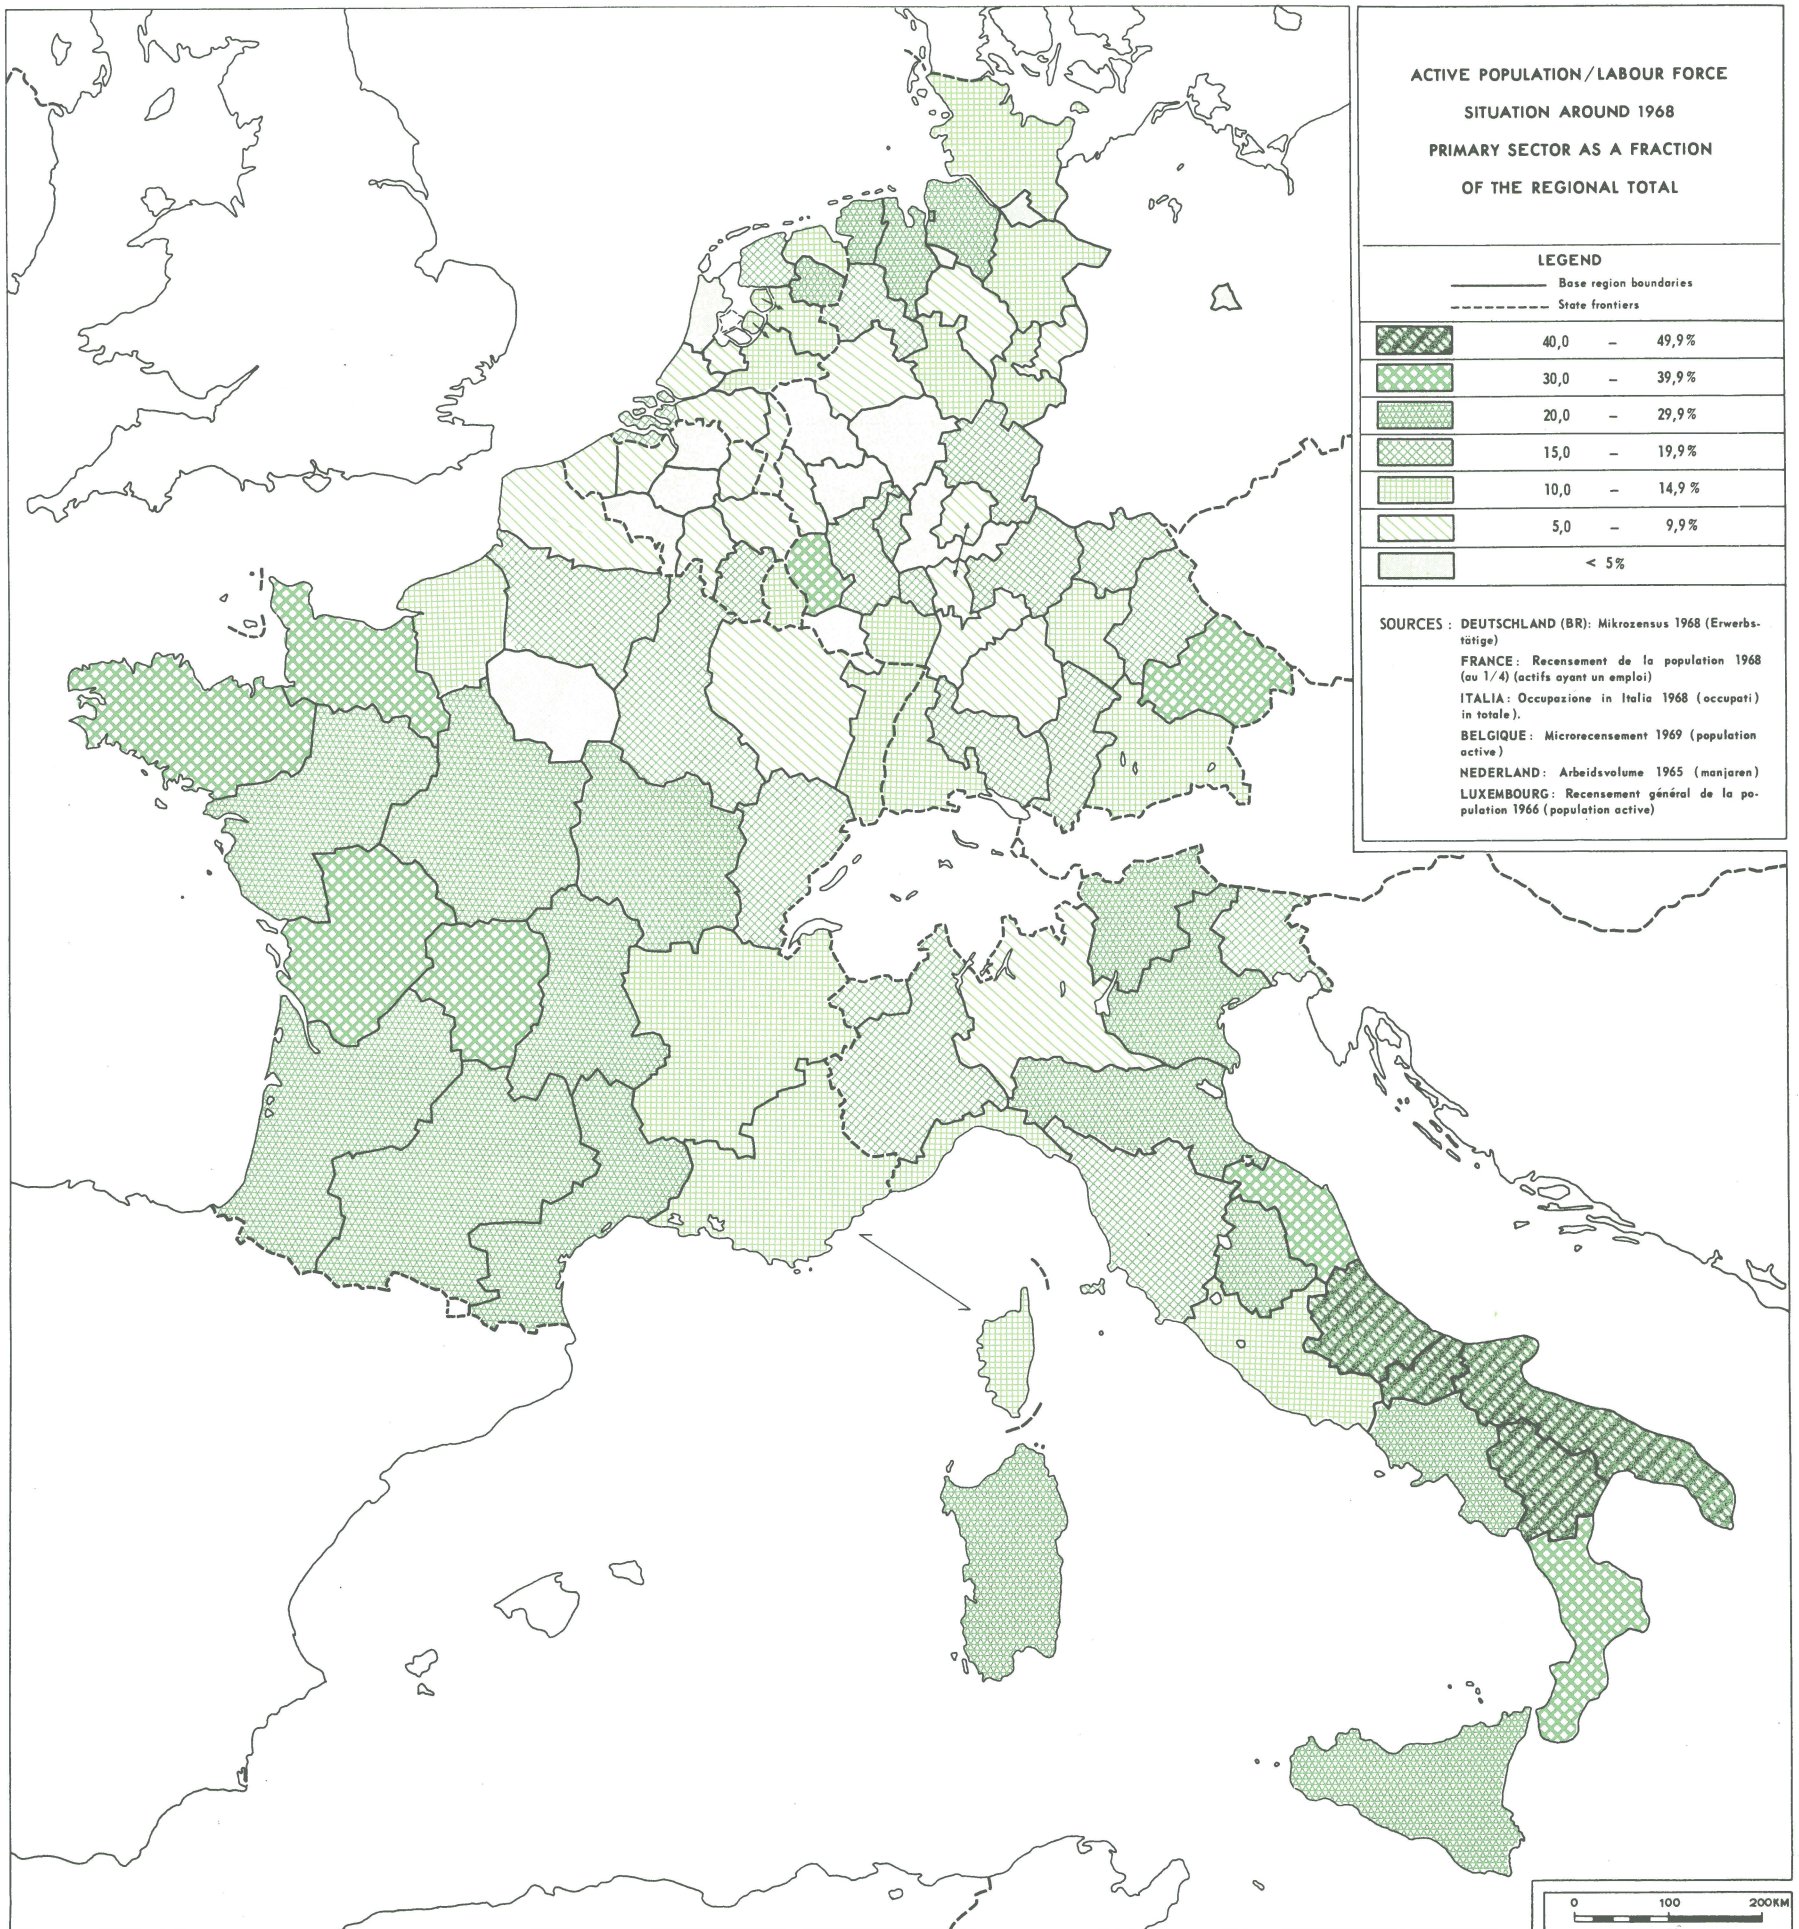 ACTIVE POPULATION/LABOUR FORCE
SITUATION AROUND 1968
PRIMARY SECTOR AS A FRACTION
OF THE REGIONAL TOTAL
LEGEND
Base region boundaries
State frontiers
40,0 – 49,9%
30,0 – 39,9%
20,0 – 29,9%
15,0 – 19,9%
10,0 – 14,9%
5,0 – 9,9%
< 5%
SOURCES : DEUTSCHLAND (BR): Mikrozensus 1968 (Erwerbs-
tätige)
FRANCE : Recensement de la population 1968
(au 1/4) (actifs ayant un emploi)
ITALIA : Occupazione in Italia 1968 (occupati)
in totale).
BELGIQUE : Microrecensement 1969 (population
active)
NEDERLAND : Arbeidsvolume 1965 (manjaren)
LUXEMBOURG : Recensement général de la po-
pulation 1966 (population active)
0 100 200KM